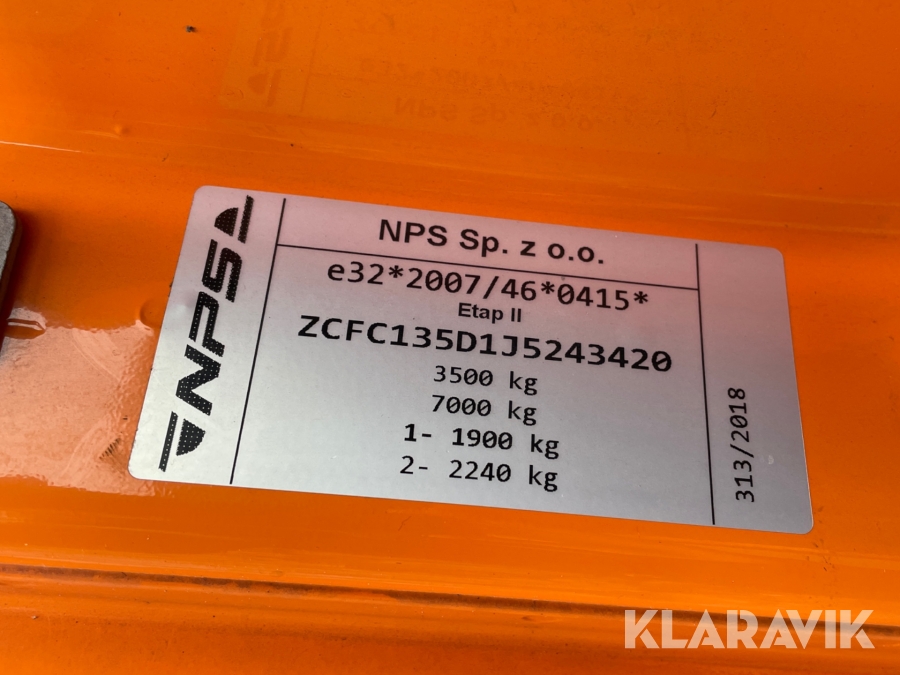 NPS
NPS Sp. z o.o.
e32*2007/46*0415*
Etap II
ZCFC135D1J5243420
3500 kg
7000 kg
1- 1900 kg
2- 2240 kg
313/2018
KLARAVIK